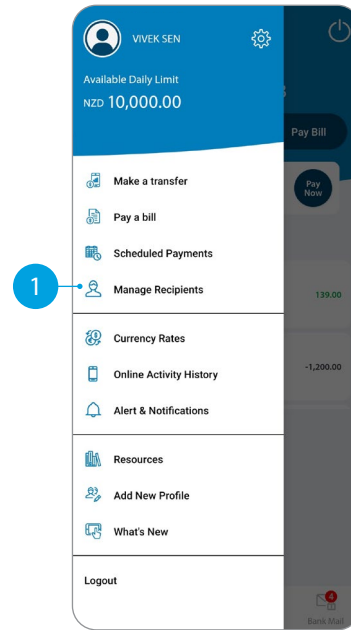 VIVEK SEN
Available Daily Limit
NZD 10,000.00
Pay Bill
Make a transfer
Pay
Now
Pay a bill
Scheduled Payments
1
Manage Recipients
139.00
Currency Rates
Online Activity History
-1,200.00
Alert & Notifications
Resources
Add New Profile
What's New
Logout
4
Bank Mail